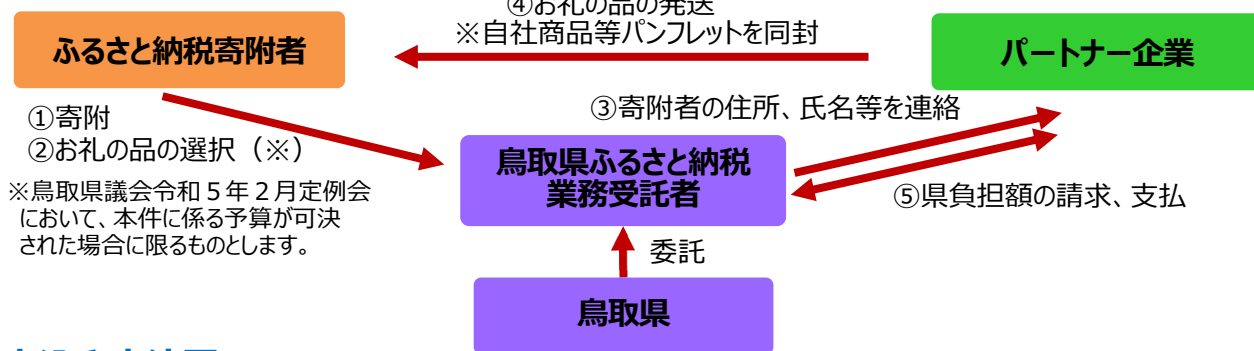 ④お礼の品の発送
※自社商品等パンフレットを同封
ふるさと納税寄附者
パートナー企業
①寄附
②お礼の品の選択（※）
※鳥取県議会令和５年２月定例会
において、本件に係る予算が可決
された場合に限るものとします。
③寄附者の住所、氏名等を連絡
鳥取県ふるさと納税
業務受託者
⑤県負担額の請求、支払
委託
鳥取県